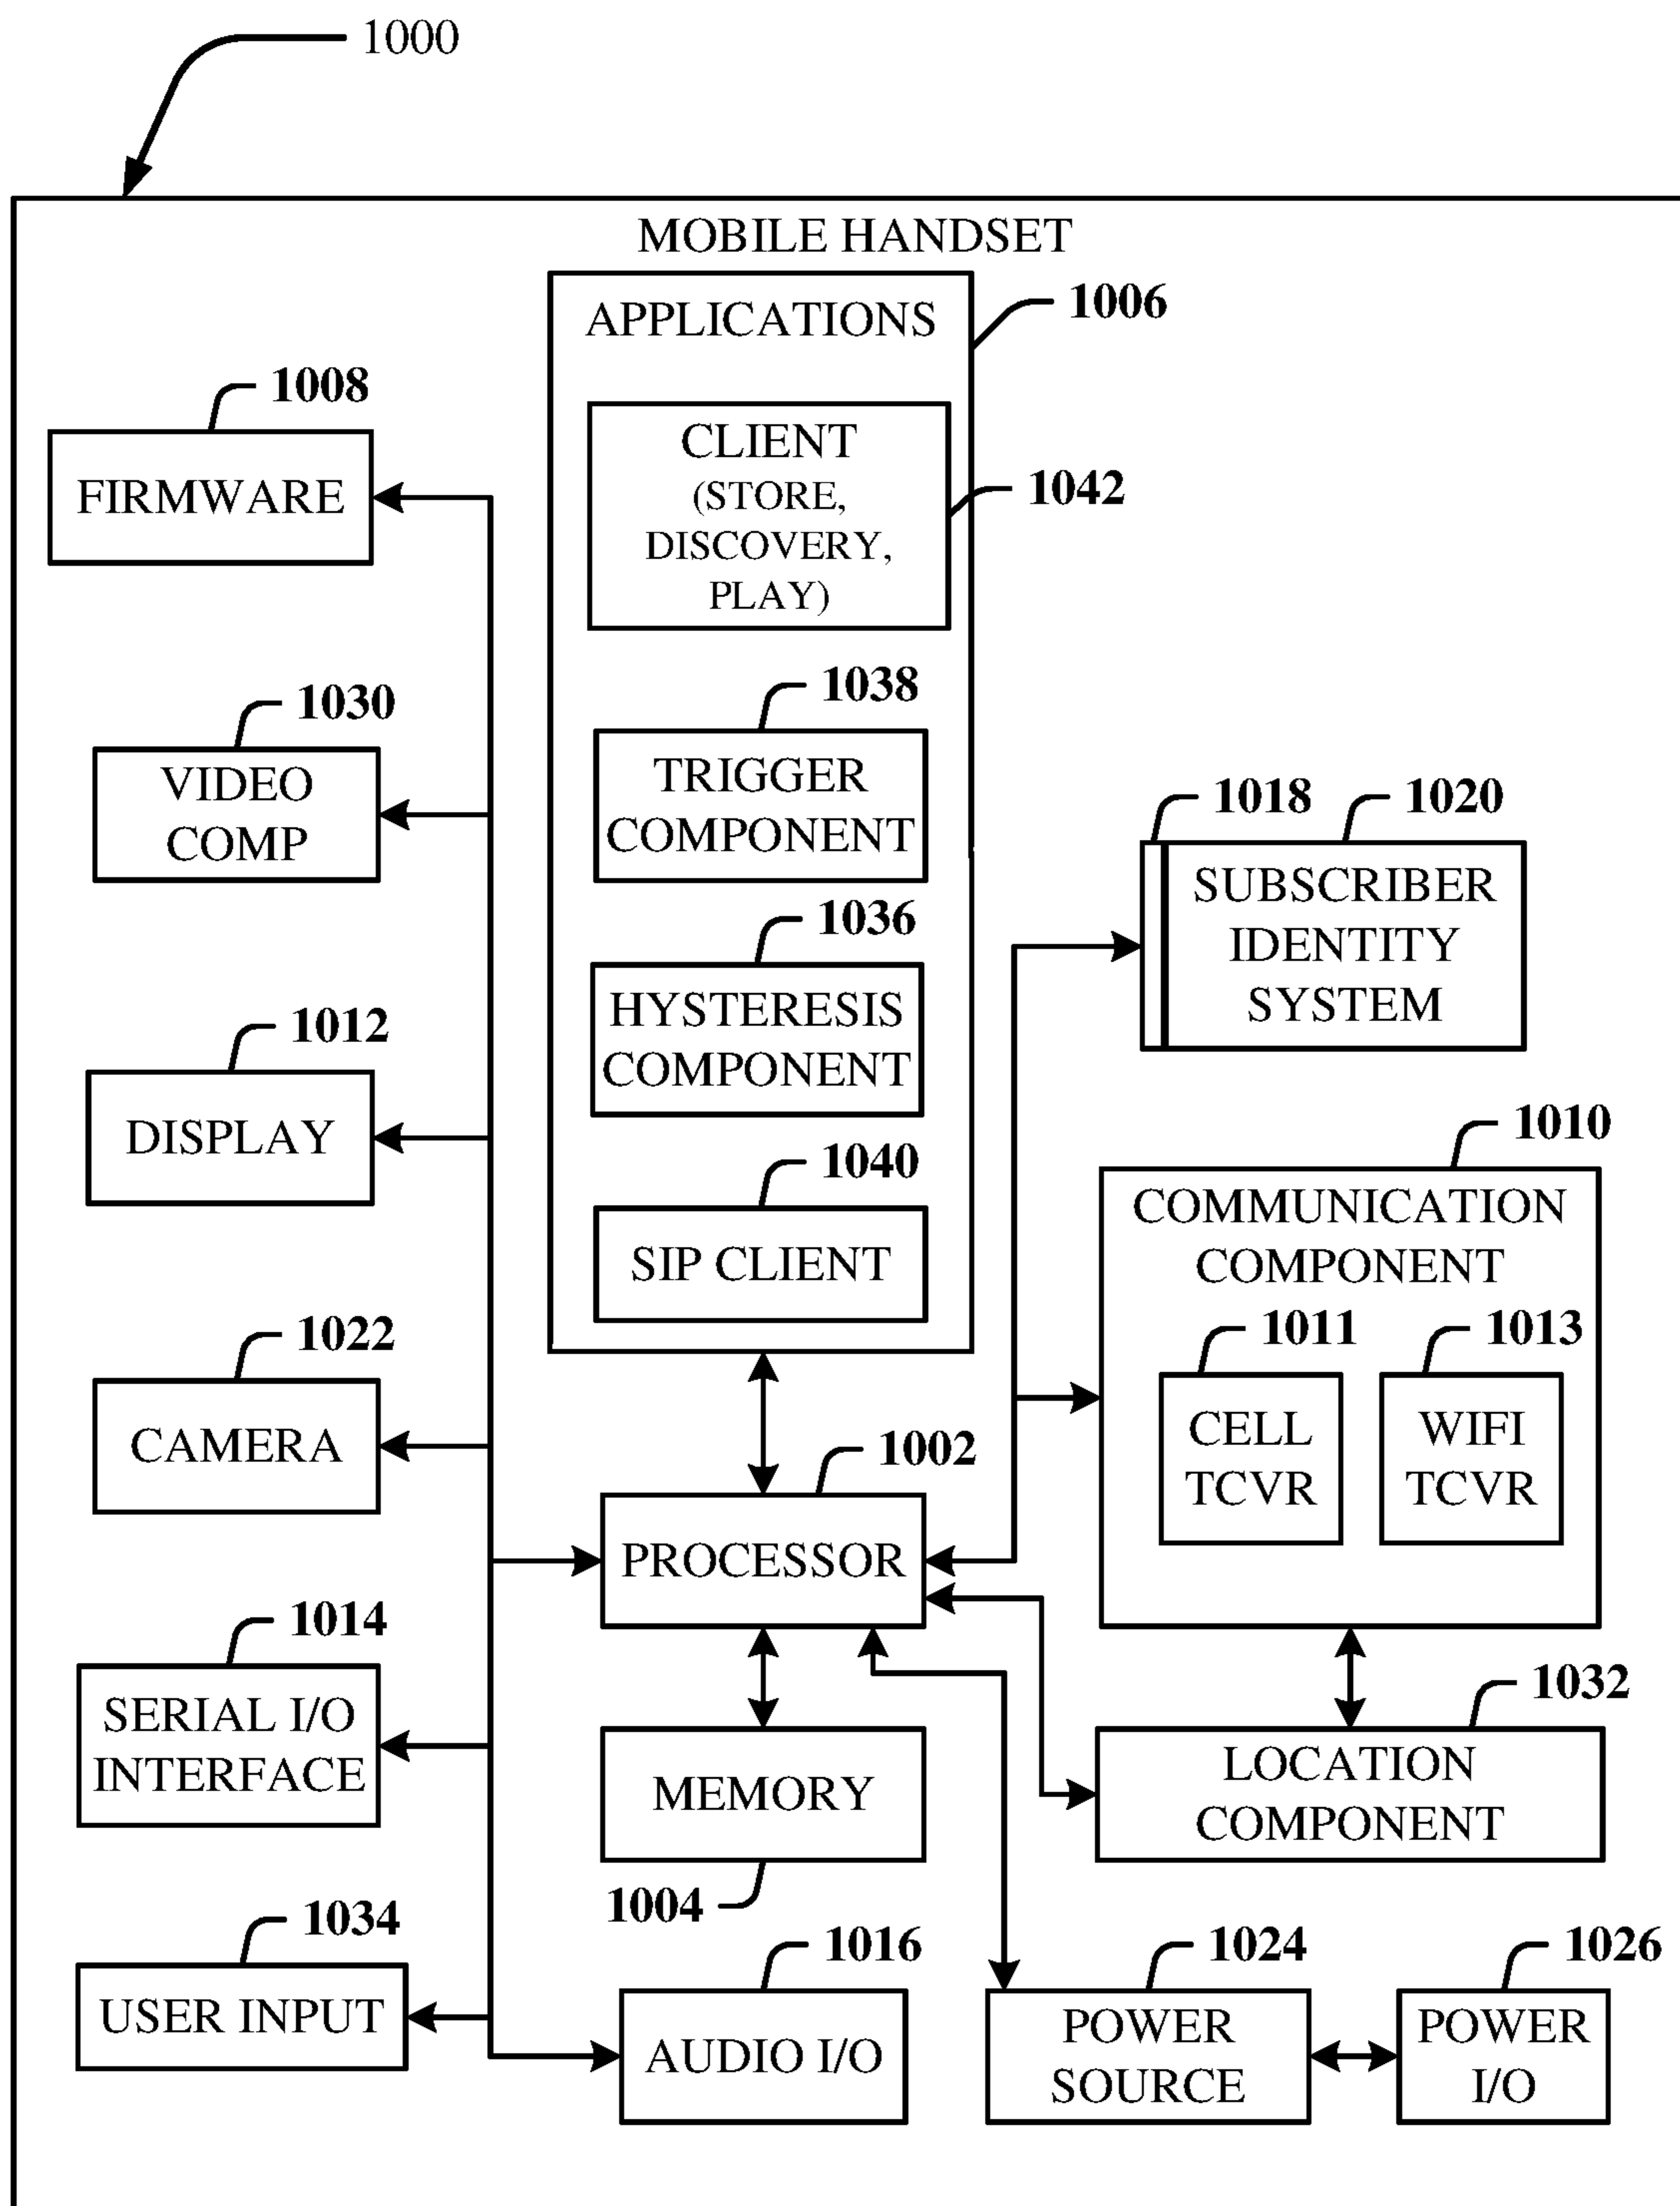 1000
MOBILE HANDSET
APPLICATIONS
1006
CLIENT
(STORE,
DISCOVERY,
PLAY)
1042
1008
FIRMWARE
1030
VIDEO
COMP
1038
TRIGGER
COMPONENT
1036
HYSTERESIS
COMPONENT
1018
1020
SUBSCRIBER
IDENTITY
SYSTEM
1012
DISPLAY
1040
SIP CLIENT
1010
COMMUNICATION
COMPONENT
1011
CELL
TCVR
1013
WIFI
TCVR
1022
CAMERA
1002
PROCESSOR
1014
SERIAL I/O
INTERFACE
MEMORY
1004
1032
LOCATION
COMPONENT
1034
USER INPUT
1016
AUDIO I/O
1024
POWER
SOURCE
1026
POWER
I/O